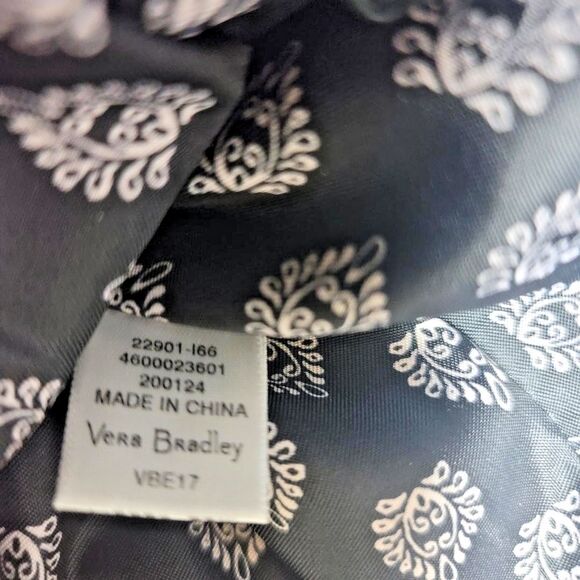 22901-I66
4600023601
200124
MADE IN CHINA
Vera Bradley
VBE17